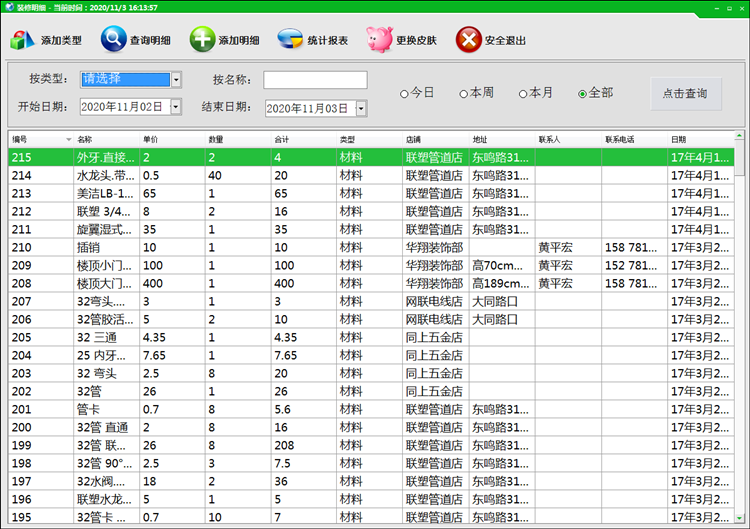 装修明细 - 当前时间：2020/11/3 16:13:57
添加类型 查询明细 添加明细 统计报表 更换皮肤 安全退出
按类型： 请选择 按名称：
今日 本周 本月 全部 点击查询
开始日期： 2020年11月02日 结束日期： 2020年11月03日
编号 名称 单价 数量 合计 类型 店铺 地址 联系人 联系电话 日期
215 外牙.直接... 2 2 4 材料 联塑管道店 东鸣路31... 17年4月1...
214 水龙头.带... 0.5 40 20 材料 联塑管道店 东鸣路31... 17年4月1...
213 美洁LB-1... 65 1 65 材料 联塑管道店 东鸣路31... 17年4月1...
212 联塑 3/4... 8 2 16 材料 联塑管道店 东鸣路31... 17年4月1...
211 旋翼湿式... 35 1 35 材料 联塑管道店 东鸣路31... 17年4月1...
210 插销 10 1 10 材料 华翔装饰部 黄平宏 158 781... 17年3月2...
209 楼顶小门... 100 1 100 材料 华翔装饰部 高70cm... 黄平宏 152 781... 17年3月2...
208 楼顶大门... 400 1 400 材料 华翔装饰部 高189cm... 黄平宏 158 781... 17年3月2...
207 32弯头.... 3 1 3 材料 网联电线店 大同路口 17年3月2...
206 32管胶活... 5 2 10 材料 网联电线店 大同路口 17年3月2...
205 32 三通 4.35 1 4.35 材料 同上五金店 17年3月2...
204 25 内牙... 7.65 1 7.65 材料 同上五金店 17年3月2...
203 32 弯头 2.5 8 20 材料 同上五金店 17年3月2...
202 32管 26 1 26 材料 同上五金店 17年3月2...
201 管卡 0.7 8 5.6 材料 联塑管道店 东鸣路31... 17年3月2...
200 32管 直通 2 8 16 材料 联塑管道店 东鸣路31... 17年3月2...
199 32管 联... 26 8 208 材料 联塑管道店 东鸣路31... 17年3月2...
198 32管 90°... 2.5 3 7.5 材料 联塑管道店 东鸣路31... 17年3月2...
197 32水阀.... 18 2 36 材料 联塑管道店 东鸣路31... 17年3月2...
196 联塑水龙... 5 1 5 材料 联塑管道店 东鸣路31... 17年3月2...
195 32管卡 ... 0.7 10 7 材料 联塑管道店 东鸣路31... 17年3月2...